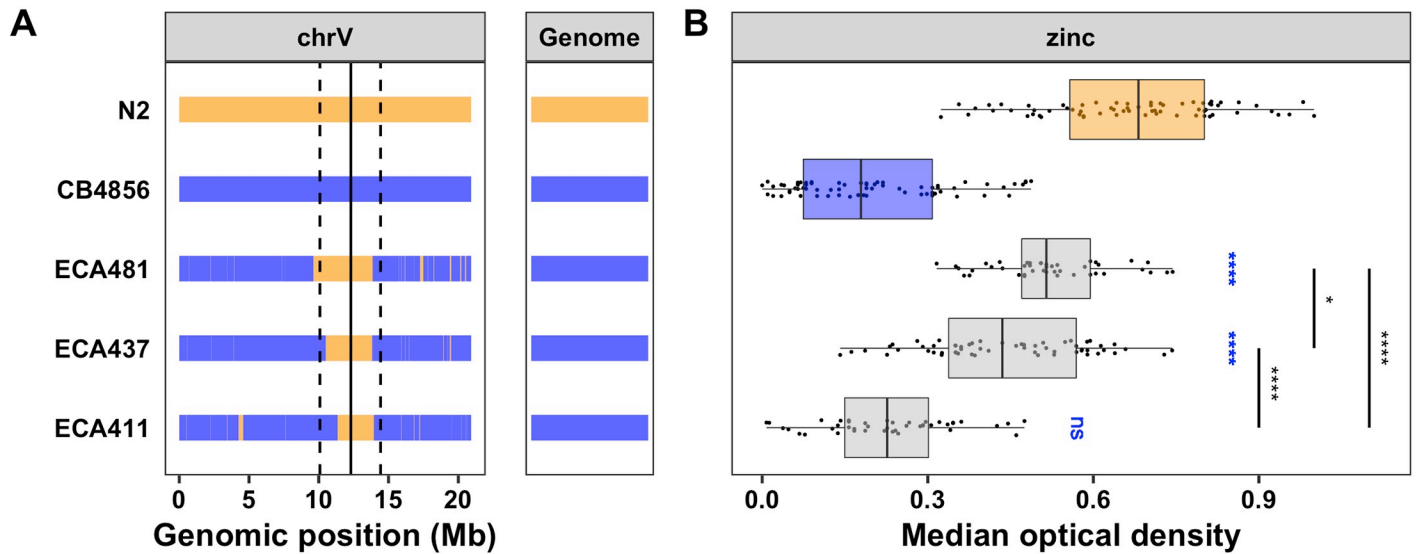 A
B
chrV
Genome
zinc
N2
CB4856
ECA481
****
*
****
ECA437
****
****
ECA411
ns
0 5 10 15 20
0.0 0.3 0.6 0.9
Genomic position (Mb)
Median optical density